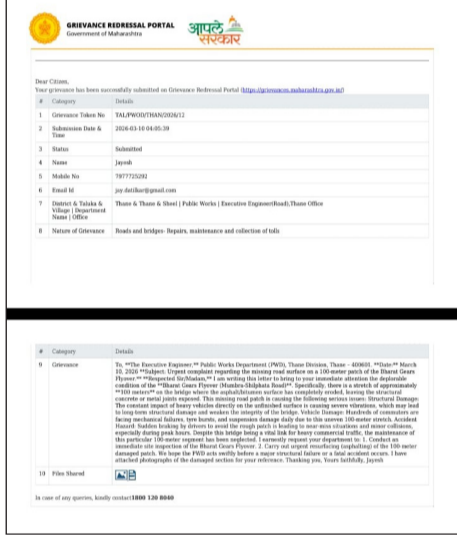 GRIEVANCE REDRESSAL PORTAL
Government of Maharashtra
आपले
सरकार
Dear Citizen,
Your grievance has been successfully submitted on Grievance Redressal Portal (https://grievances.maharashtra.gov.in/)
# Category Details
1 Grievance Token No TAL/PWOD/THAN/2026/12
2 Submission Date & Time 2026-03-10 04:05:39
3 Status Submitted
4 Name Jayesh
5 Mobile No 7977725292
6 Email Id jay.datilkar@gmail.com
7 District & Taluka & Village | Department Name | Office Thane & Thane & Sheel | Public Works | Executive Engineer(Road),Thane Office
8 Nature of Grievance Roads and bridges- Repairs, maintenance and collection of tolls
# Category Details
9 Grievance To, **The Executive Engineer,** Public Works Department (PWD), Thane Division, Thane - 400601. **Date:** March
10, 2026 **Subject: Urgent complaint regarding the missing road surface on a 100-meter patch of the Bharat Gears
Flyover.** **Respected Sir/Madam,** I am writing this letter to bring to your immediate attention the deplorable
condition of the **Bharat Gears Flyover (Mumbra-Shilphata Road)**. Specifically, there is a stretch of approximately
**100 meters** on the bridge where the asphalt/bitumen surface has completely eroded, leaving the structural
concrete or metal joints exposed. This missing road patch is causing the following serious issues: Structural Damage:
The constant impact of heavy vehicles directly on the unfinished surface is causing severe vibrations, which may lead
to long-term structural damage and weaken the integrity of the bridge. Vehicle Damage: Hundreds of commuters are
facing mechanical failures, tyre bursts, and suspension damage daily due to this uneven 100-meter stretch. Accident
Hazard: Sudden braking by drivers to avoid the rough patch is leading to near-miss situations and minor collisions,
especially during peak hours. Despite this bridge being a vital link for heavy commercial traffic, the maintenance of
this particular 100-meter segment has been neglected. I earnestly request your department to: 1. Conduct an
immediate site inspection of the Bharat Gears Flyover. 2. Carry out urgent resurfacing (asphalting) of the 100-meter
damaged patch. We hope the PWD acts swiftly before a major structural failure or a fatal accident occurs. I have
attached photographs of the damaged section for your reference. Thanking you, Yours faithfully, Jayesh
10 Files Shared
In case of any queries, kindly contact1800 120 8040